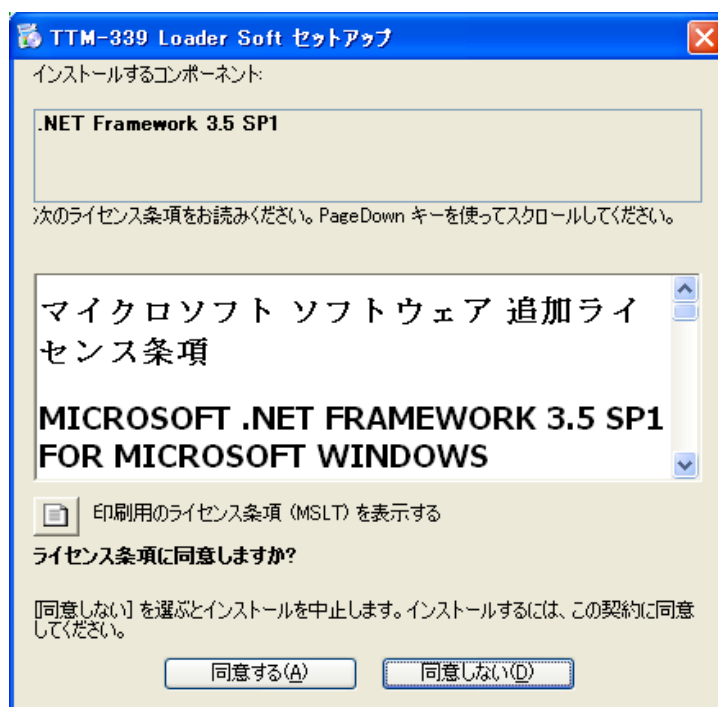 TTM-339 Loader Soft セットアップ
インストールするコンポーネント:
.NET Framework 3.5 SP1
次のライセンス条項をお読みください。PageDown キーを使ってスクロールしてください。
マイクロソフト ソフトウェア 追加ライ
センス条項
MICROSOFT .NET FRAMEWORK 3.5 SP1
FOR MICROSOFT WINDOWS
印刷用のライセンス条項 (MSLT) を表示する
ライセンス条項に同意しますか?
[同意しない] を選ぶとインストールを中止します。インストールするには、この契約に同意
してください。
同意する(A) 同意しない(D)